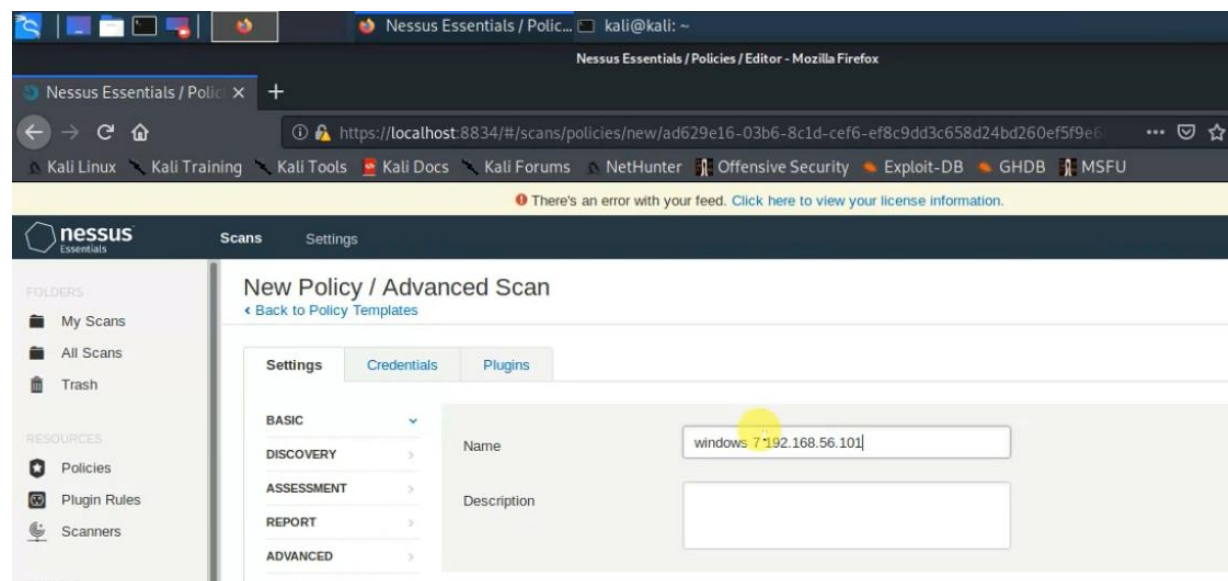 Nessus Essentials / Polic... kali@kali: ~
Nessus Essentials / Policies / Editor - Mozilla Firefox
Nessus Essentials / Polic
https://localhost:8834/#/scans/policies/new/ad629e16-03b6-8c1d-cef6-ef8c9dd3c658d24bd260ef5f9e6
Kali Linux Kali Training Kali Tools Kali Docs Kali Forums NetHunter Offensive Security Exploit-DB GHDB MSFU
There's an error with your feed. Click here to view your license information.
nessus Scans Settings
Essentials
New Policy / Advanced Scan
‹ Back to Policy Templates
FOLDERS
My Scans
All Scans
Trash
RESOURCES
Policies
Plugin Rules
Scanners
Settings Credentials Plugins
BASIC
DISCOVERY
ASSESSMENT
REPORT
ADVANCED
Name windows 7 192.168.56.101
Description